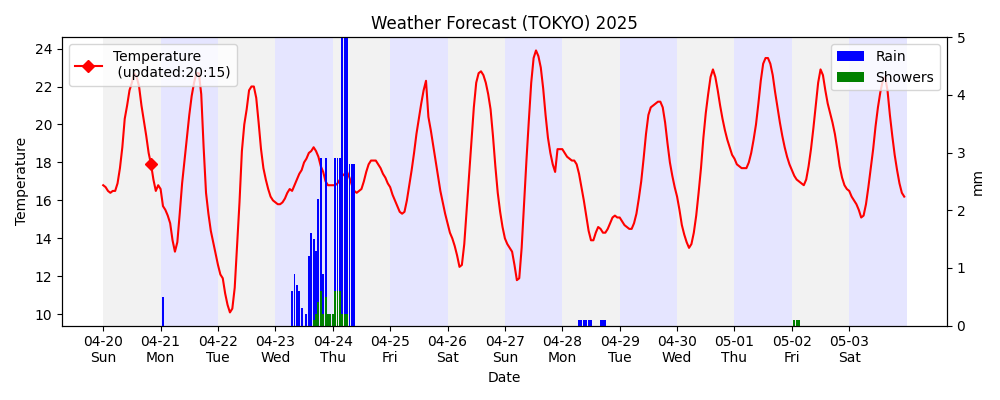 Weather Forecast (TOKYO) 2025
Temperature
(updated:20:15)
Rain
Showers
Temperature
24
22
20
18
16
14
12
10
5
4
3
2
1
0
mm
04-20 04-21 04-22 04-23 04-24 04-25 04-26 04-27 04-28 04-29 04-30 05-01 05-02 05-03
Sun Mon Tue Wed Thu Fri Sat Sun Mon Tue Wed Thu Fri Sat
Date